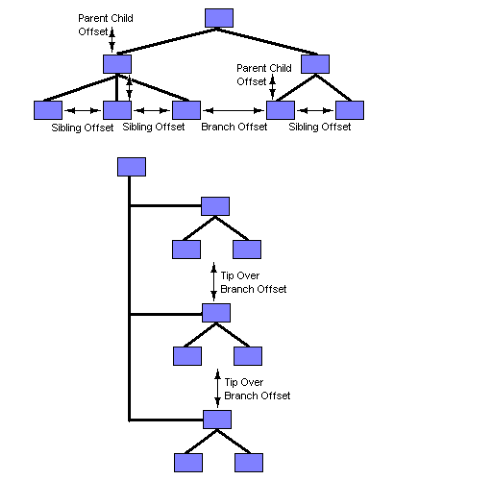 Parent Child
Offset
Parent Child
Offset
Sibling Offset
Sibling Offset
Branch Offset
Sibling Offset
Tip Over
Branch Offset
Tip Over
Branch Offset